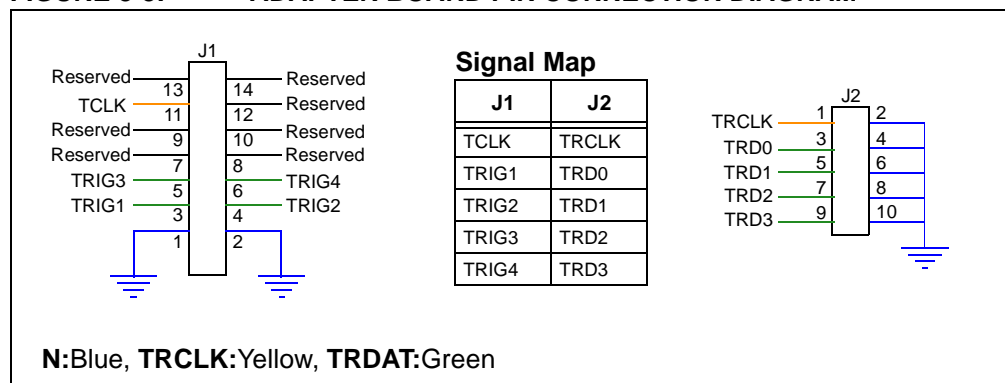 J1
Reserved 13 14 Reserved
TCLK 11 12 Reserved
Reserved 9 10 Reserved
Reserved 7 8 Reserved
TRIG3 5 6 TRIG4
TRIG1 3 4 TRIG2
1 2
Signal Map
J1 J2
TCLK TRCLK
TRIG1 TRD0
TRIG2 TRD1
TRIG3 TRD2
TRIG4 TRD3
J2
TRCLK 1 2
TRD0 3 4
TRD1 5 6
TRD2 7 8
TRD3 9 10
N:Blue, TRCLK:Yellow, TRDAT:Green